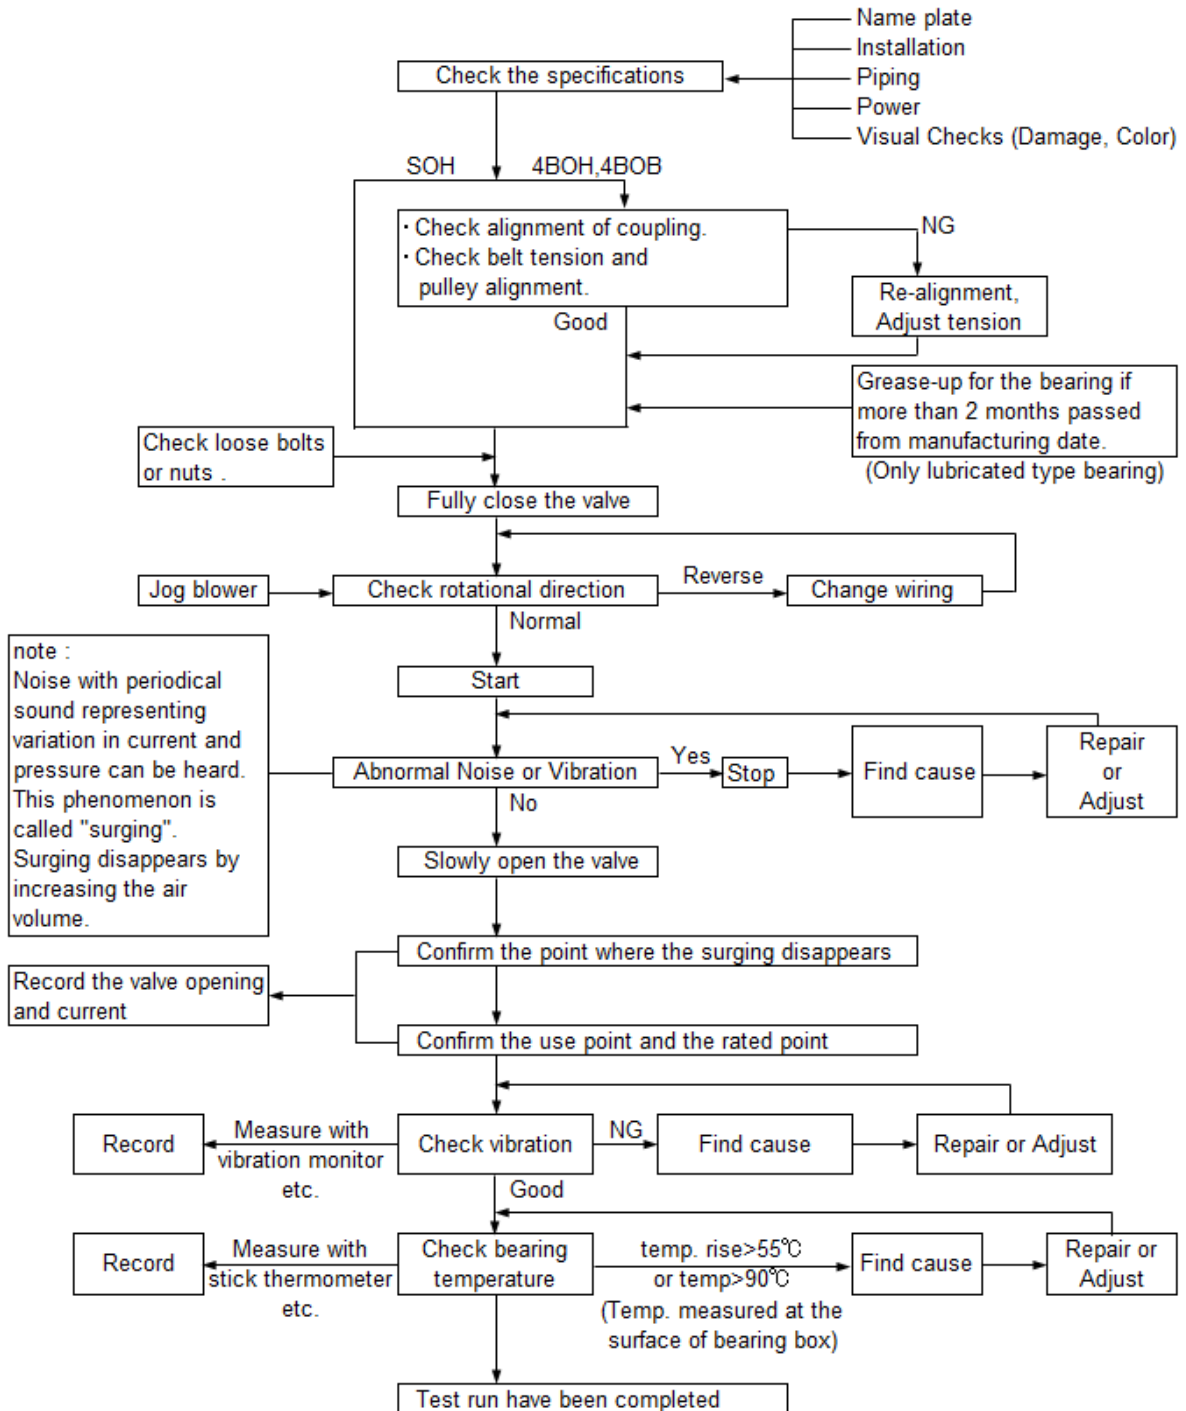 Name plate
Installation
Check the specifications
Piping
Power
Visual Checks (Damage, Color)
SOH
4BOH,4BOB
・Check alignment of coupling.
・Check belt tension and
pulley alignment.
NG
Re-alignment,
Adjust tension
Good
Grease-up for the bearing if
more than 2 months passed
from manufacturing date.
(Only lubricated type bearing)
Check loose bolts
or nuts .
Fully close the valve
Jog blower
Check rotational direction
Reverse
Change wiring
Normal
note :
Noise with periodical
sound representing
variation in current and
pressure can be heard.
This phenomenon is
called "surging".
Surging disappears by
increasing the air
volume.
Start
Abnormal Noise or Vibration
Yes
Stop
Find cause
Repair
or
Adjust
No
Slowly open the valve
Confirm the point where the surging disappears
Record the valve opening
and current
Confirm the use point and the rated point
Record
Measure with
vibration monitor
etc.
Check vibration
NG
Find cause
Repair or Adjust
Good
Record
Measure with
stick thermometer
etc.
Check bearing
temperature
temp. rise>55℃
or temp>90℃
(Temp. measured at the
surface of bearing box)
Find cause
Repair or
Adjust
Test run have been completed